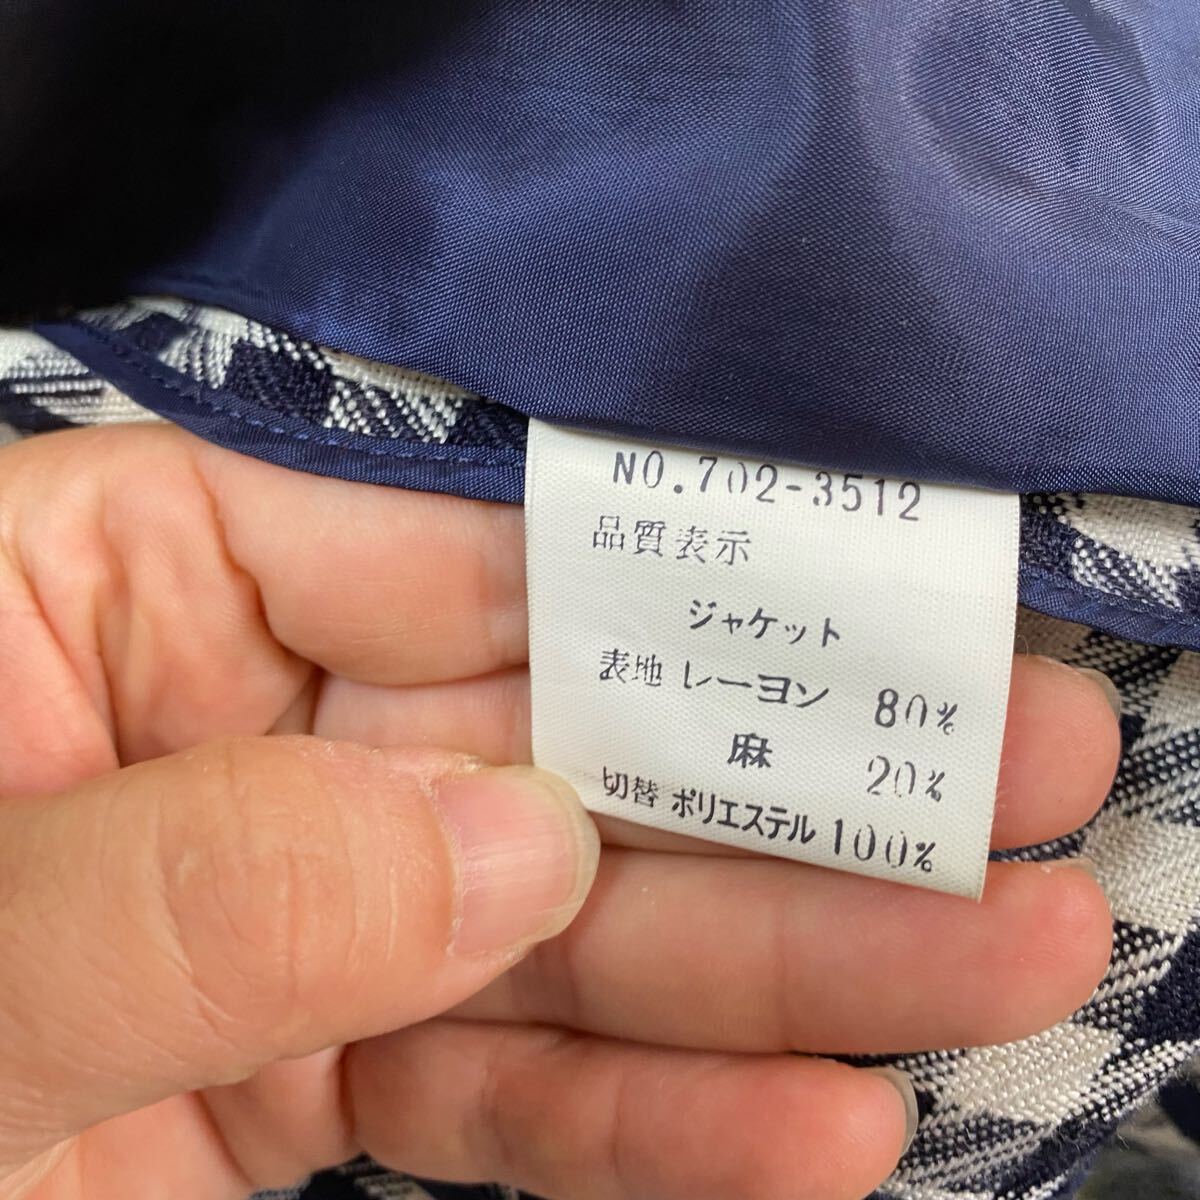 NO.702-3512
品質表示
ジャケット
表地 レーヨン 80%
麻 20%
切替 ポリエステル 100%